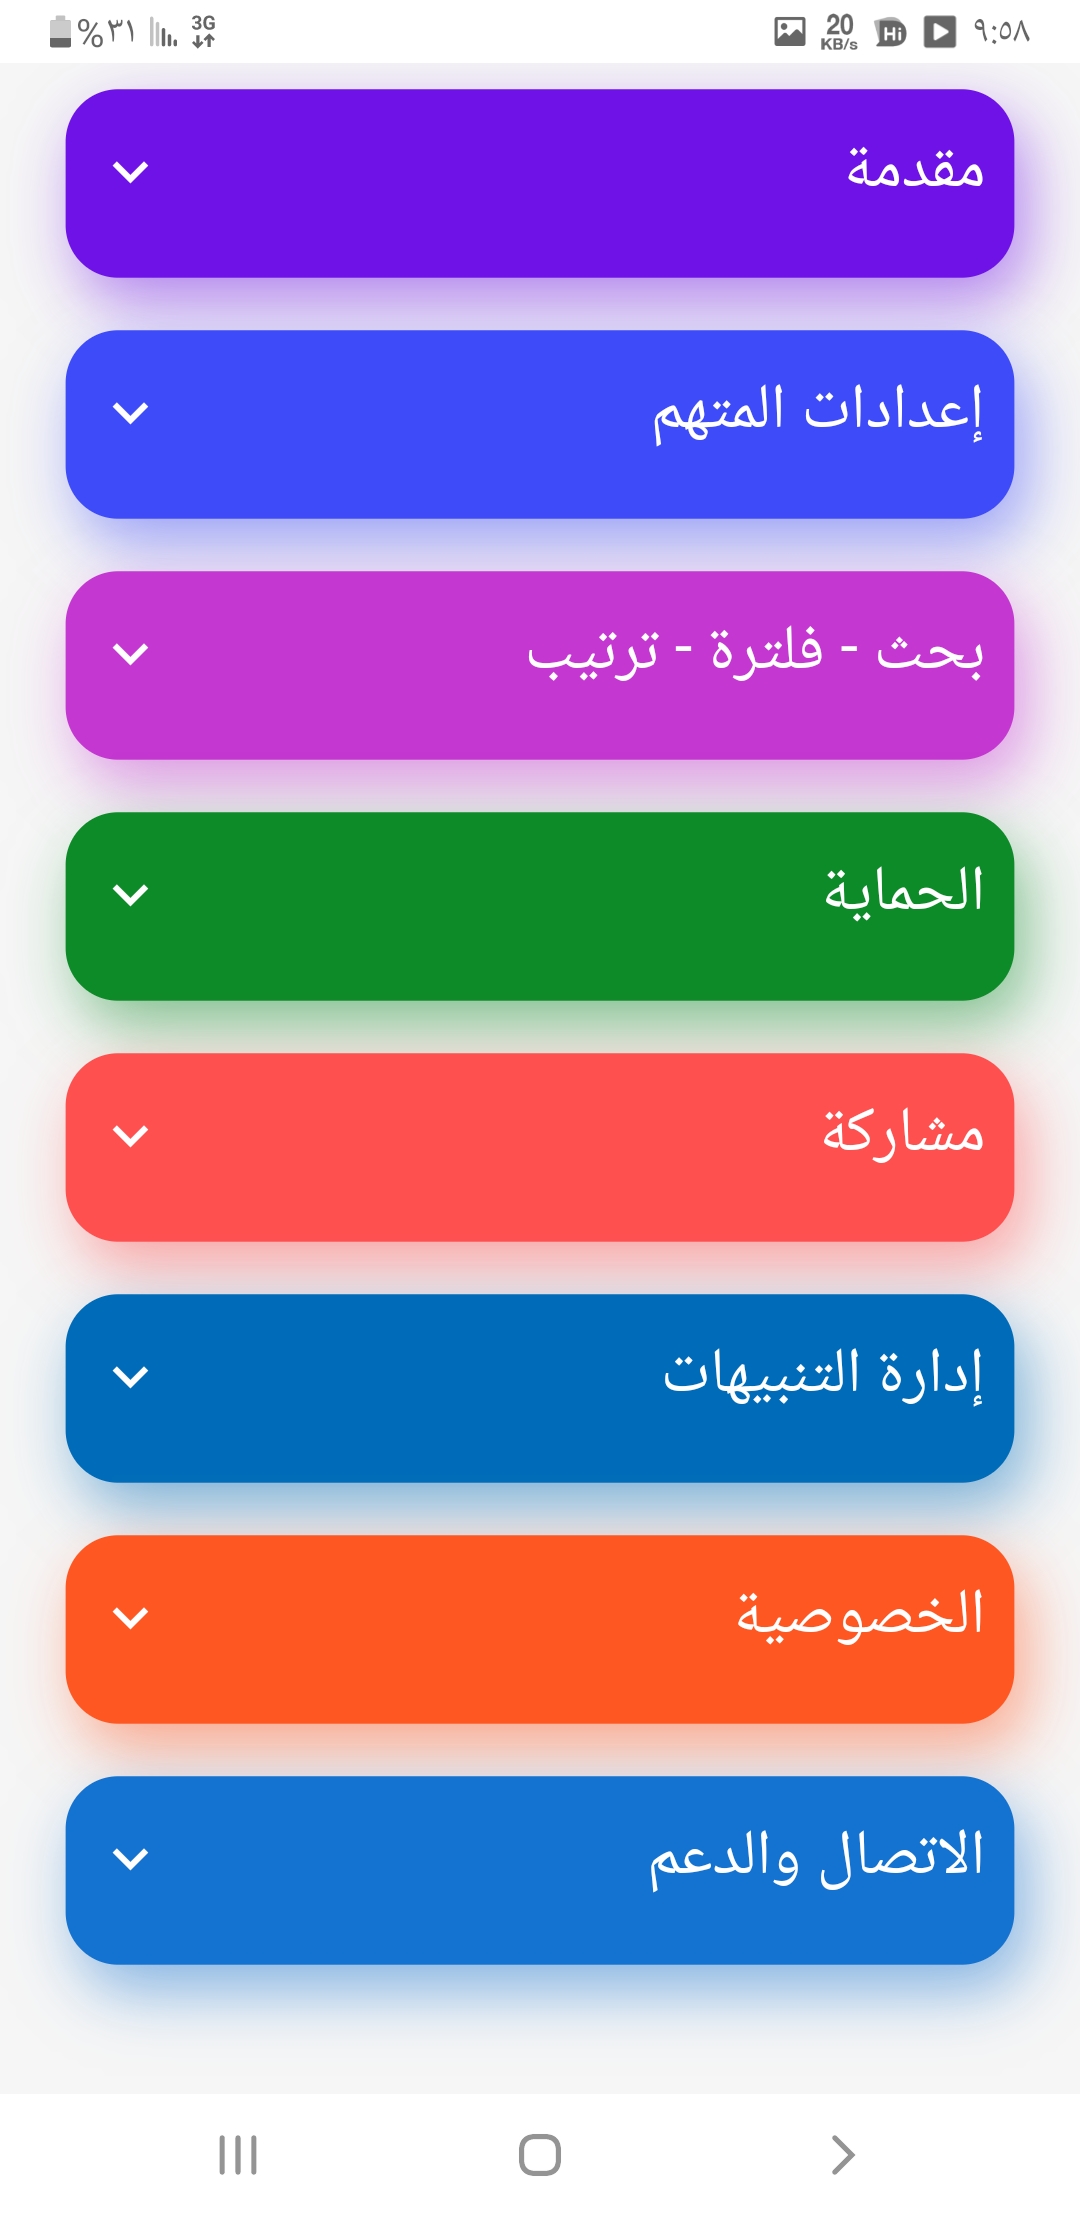 ٩:٥٨
Hi
20
KB/s
3G
%٣١
مقدمة
إعدادات المتهم
بحث - فلترة - ترتيب
الحماية
مشاركة
إدارة التنبيهات
الخصوصية
الاتصال والدعم